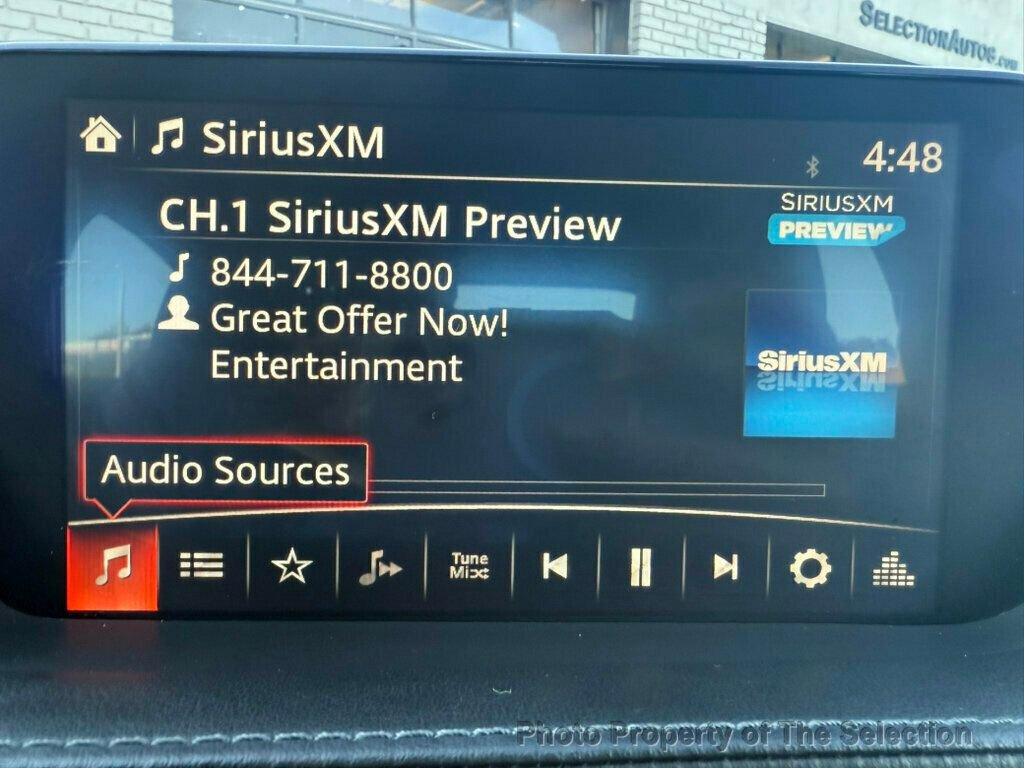 SELECTIONAUTOS.com
SiriusXM
4:48
CH.1 SiriusXM Preview
SIRIUSXM
PREVIEW
844-711-8800
Great Offer Now!
Entertainment
SiriusXM
Audio Sources
Tune
Mix
Photo Property of The Selection